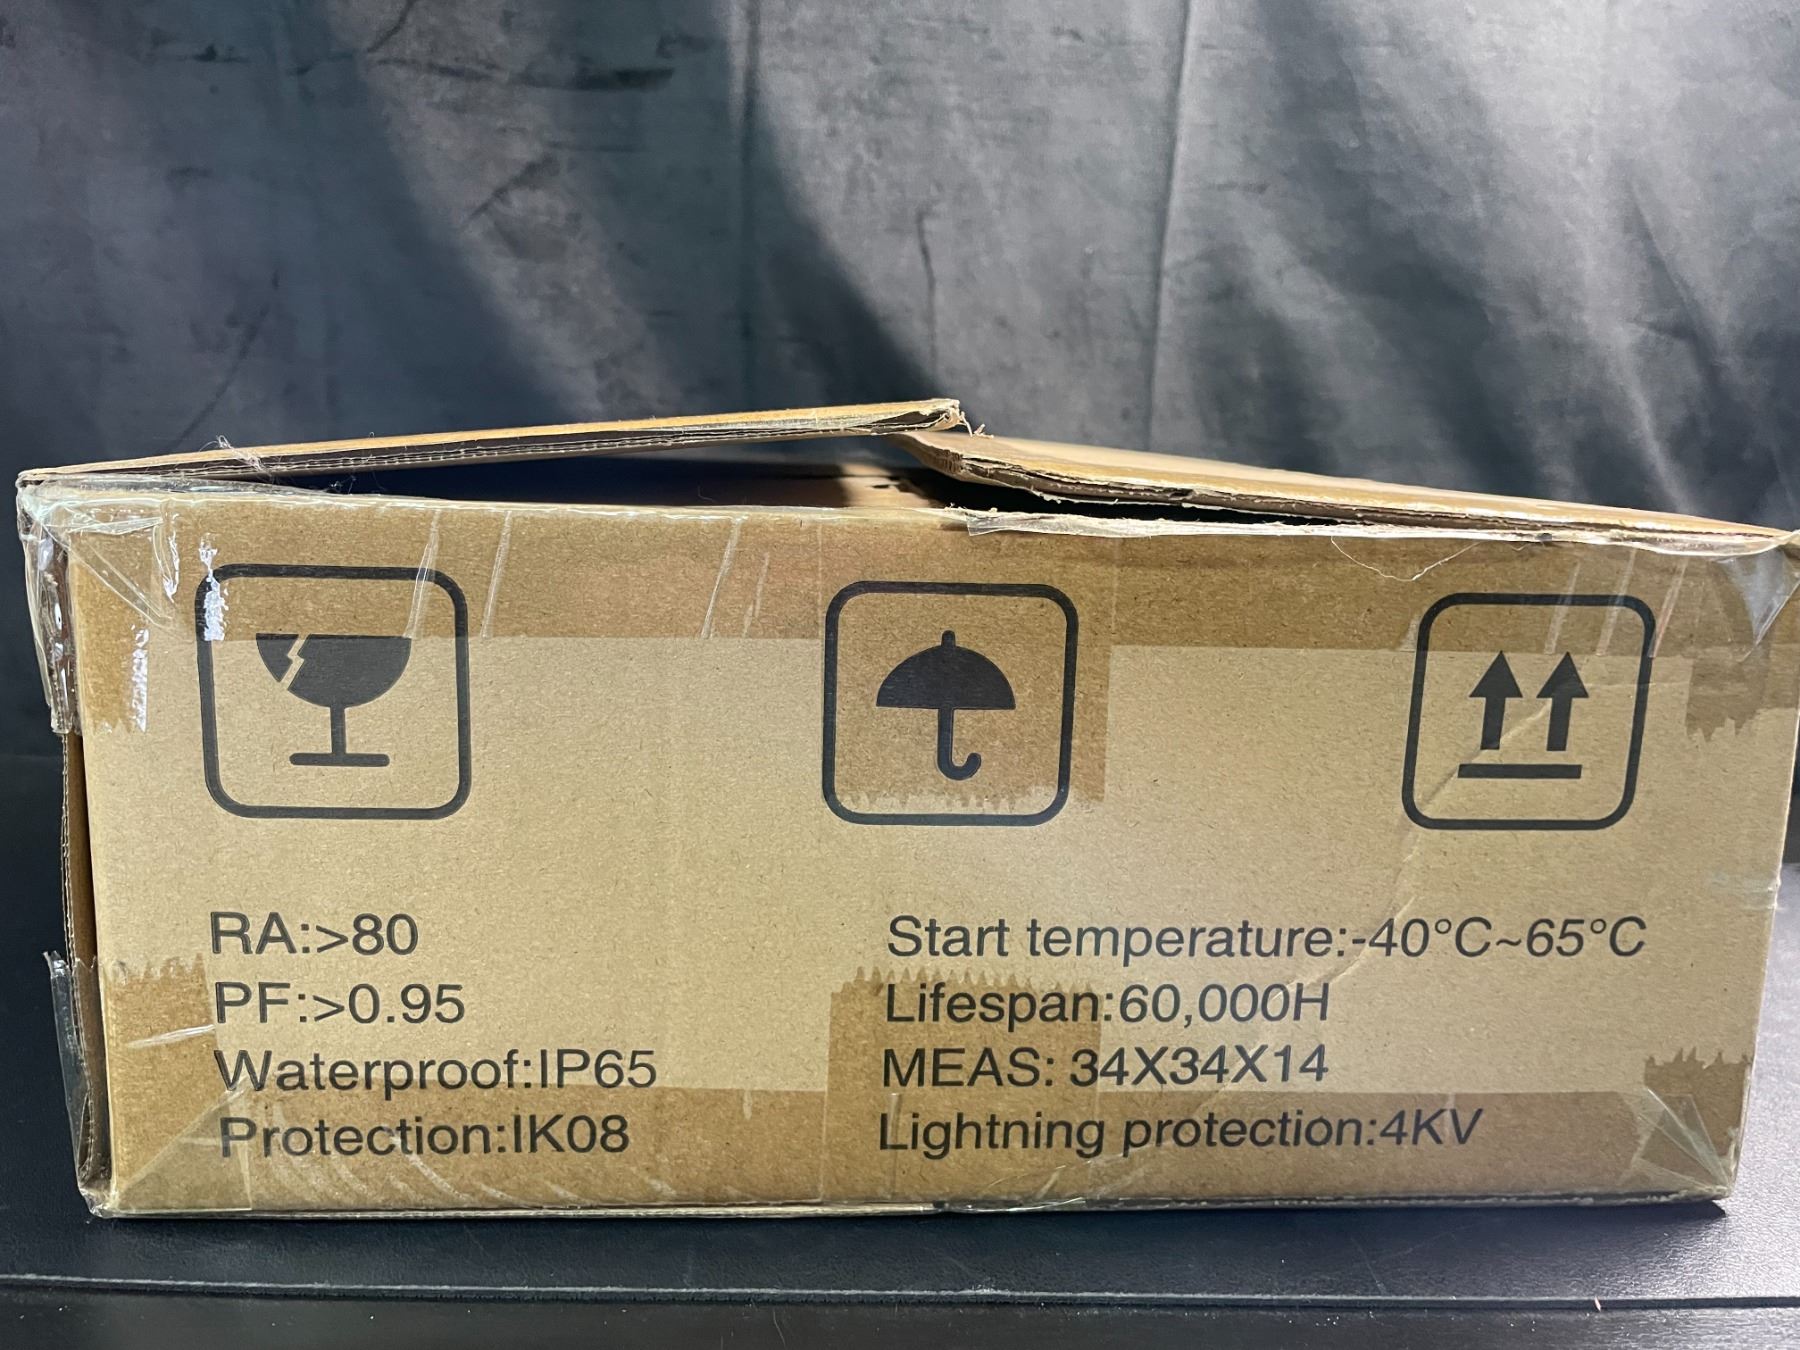 RA:>80
PF:>0.95
Waterproof:IP65
Protection:IK08
Start temperature:-40°C~65°C
Lifespan:60,000H
MEAS: 34X34X14
Lightning protection:4KV